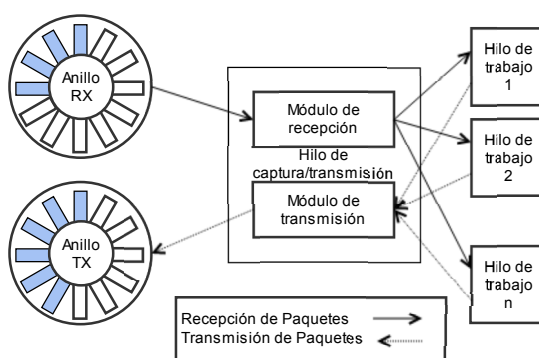 Anillo
RX
Módulo de
recepción
Hilo de
captura/transmisión
Módulo de
transmisión
Anillo
TX
Hilo de
trabajo
1
Hilo de
trabajo
2
Hilo de
trabajo
n
Recepción de Paquetes
Transmisión de Paquetes